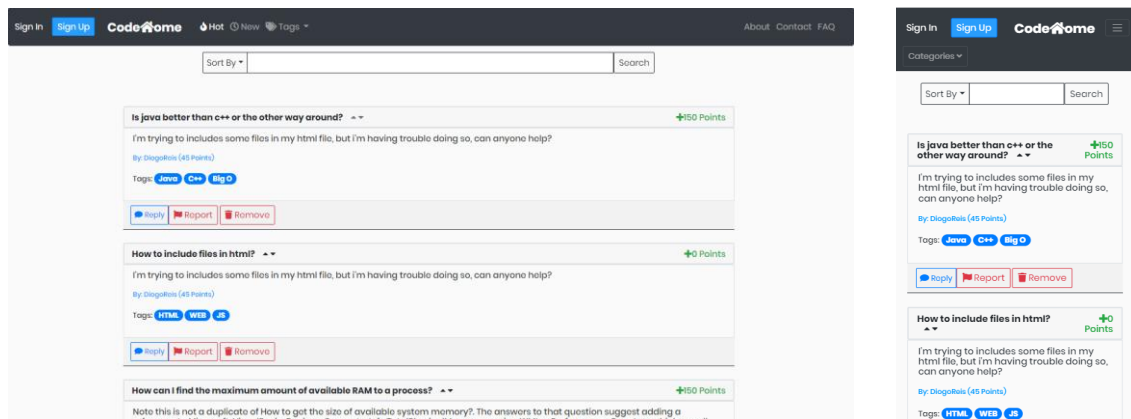 Sign In Sign Up CodeHome Hot New Tags About Contact FAQ
Sort By Search
Is java better than c++ or the other way around? +150 Points
I'm trying to includes some files in my html file, but i'm having trouble doing so, can anyone help?
By: DiogoReis (45 Points)
Tags: Java C++ Big O
Reply Report Remove
How to include files in html? +0 Points
I'm trying to includes some files in my html file, but i'm having trouble doing so, can anyone help?
By: DiogoReis (45 Points)
Tags: HTML WEB JS
Reply Report Remove
How can I find the maximum amount of available RAM to a process? +150 Points
Note this is not a duplicate of How to get the size of available system memory?. The answers to that question suggest adding a
Sign In Sign Up CodeHome
Categories
Sort By Search
Is java better than c++ or the +150
other way around? Points
I'm trying to includes some files in my
html file, but i'm having trouble doing so,
can anyone help?
By: DiogoReis (45 Points)
Tags: Java C++ Big O
Reply Report Remove
How to include files in html? +0
Points
I'm trying to includes some files in my
html file, but i'm having trouble doing so,
can anyone help?
By: DiogoReis (45 Points)
Tags: HTML WEB JS